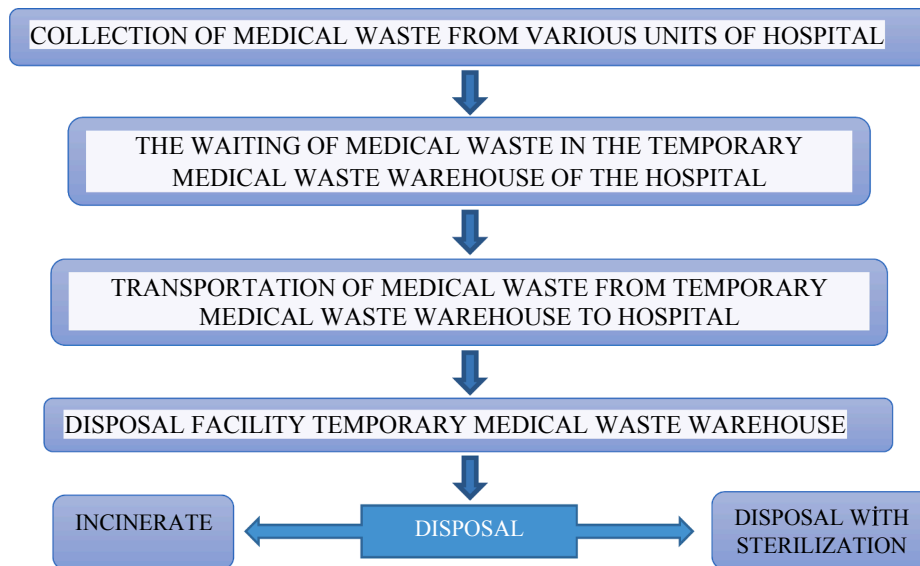 COLLECTION OF MEDICAL WASTE FROM VARIOUS UNITS OF HOSPITAL
THE WAITING OF MEDICAL WASTE IN THE TEMPORARY
MEDICAL WASTE WAREHOUSE OF THE HOSPITAL
TRANSPORTATION OF MEDICAL WASTE FROM TEMPORARY
MEDICAL WASTE WAREHOUSE TO HOSPITAL
DISPOSAL FACILITY TEMPORARY MEDICAL WASTE WAREHOUSE
INCINERATE
DISPOSAL
DISPOSAL WİTH
STERILIZATION